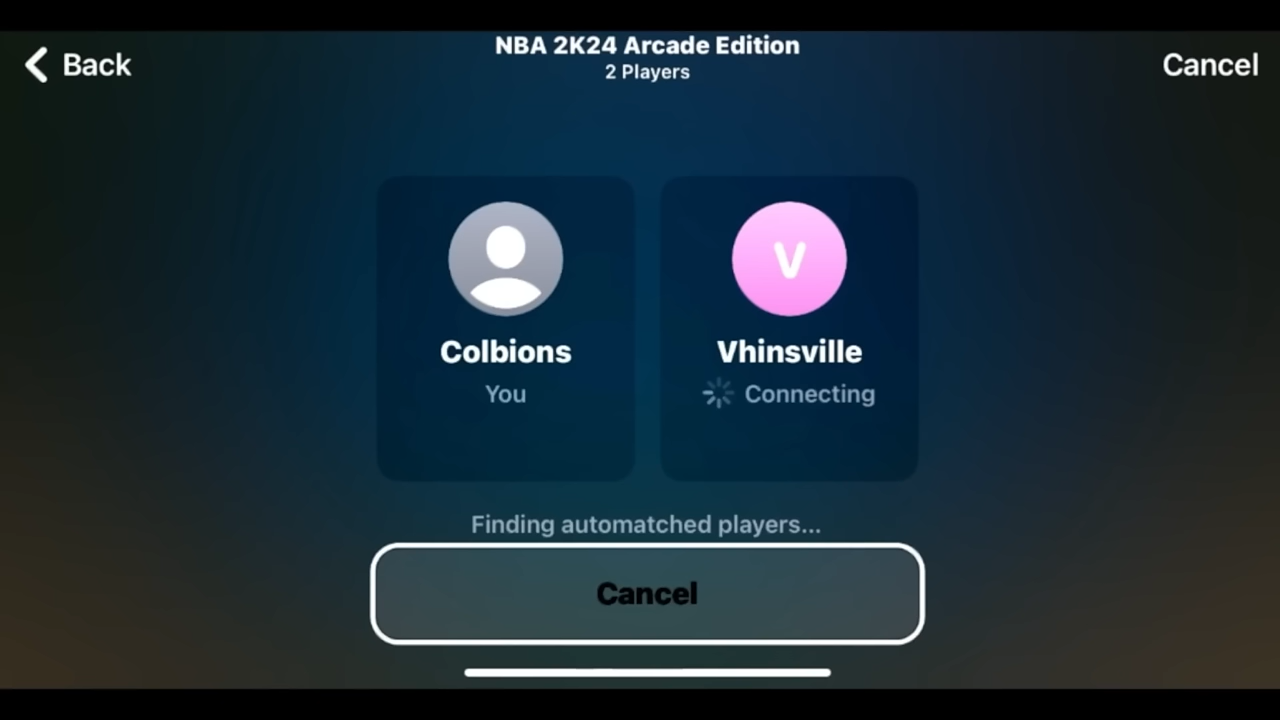 Back
NBA 2K24 Arcade Edition
2 Players
Cancel
V
Colbions
You
Vhinsville
Connecting
Finding automatched players...
Cancel